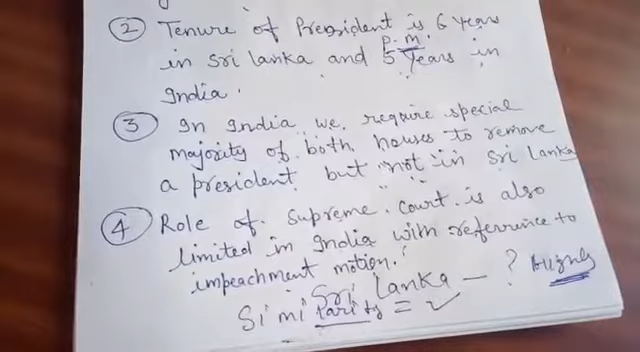 ② Tenure of President is 6 years
in Sri Lanka and 5 years in
P.M.
India.
③ In India we require special
majority of both houses to remove
a president but not in Sri Lanka
④ Role of Supreme court is also
limited in India with referrence to
impeachment motion.
Sri Lanka — ?
Similarity = ✓